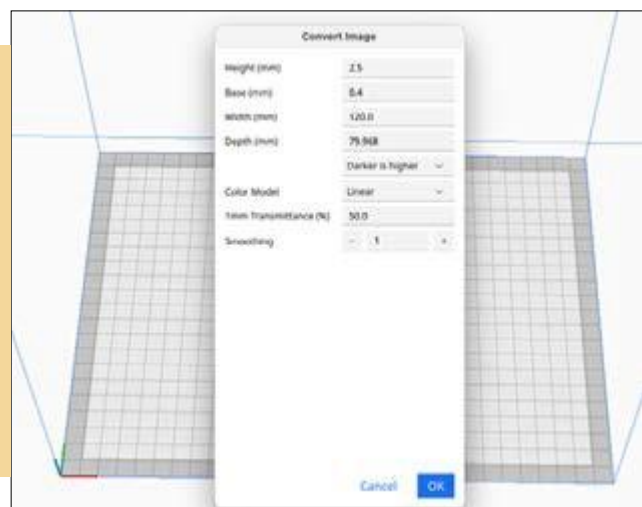 Convert Image
Height (mm) 2.5
Base (mm) 0.4
Width (mm) 120.0
Depth (mm) 79.968
Darker is higher
Color Model Linear
1mm Transmittance (%) 50.0
Smoothing - 1 +
Cancel OK